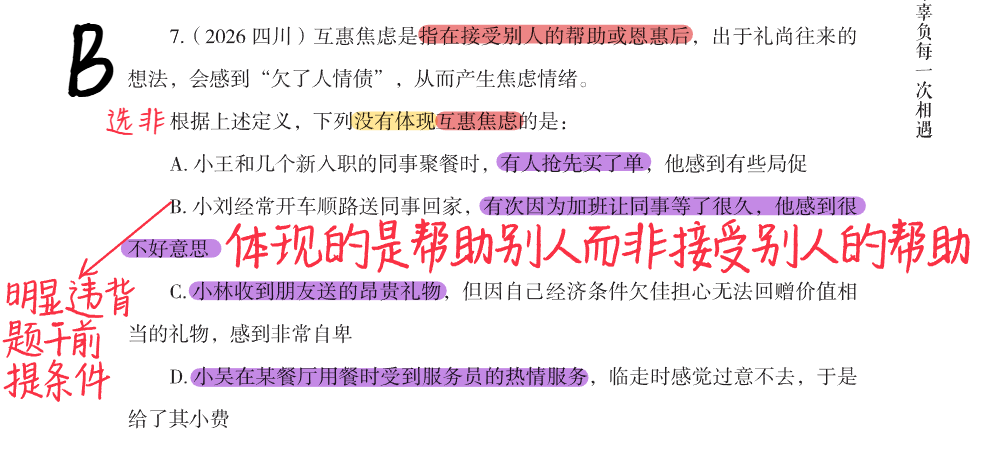 B
7.（2026 四川）互惠焦虑是指在接受别人的帮助或恩惠后，出于礼尚往来的
想法，会感到“欠了人情债”，从而产生焦虑情绪。
选非
根据上述定义，下列没有体现互惠焦虑的是：
A. 小王和几个新入职的同事聚餐时，有人抢先买了单，他感到有些局促
B. 小刘经常开车顺路送同事回家，有次因为加班让同事等了很久，他感到很
不好意思
体现的是帮助别人而非接受别人的帮助
明显违背
题干前
提条件
C. 小林收到朋友送的昂贵礼物，但因自己经济条件欠佳担心无法回赠价值相
当的礼物，感到非常自卑
D. 小吴在某餐厅用餐时受到服务员的热情服务，临走时感觉过意不去，于是
给了其小费
辜负每一次相遇